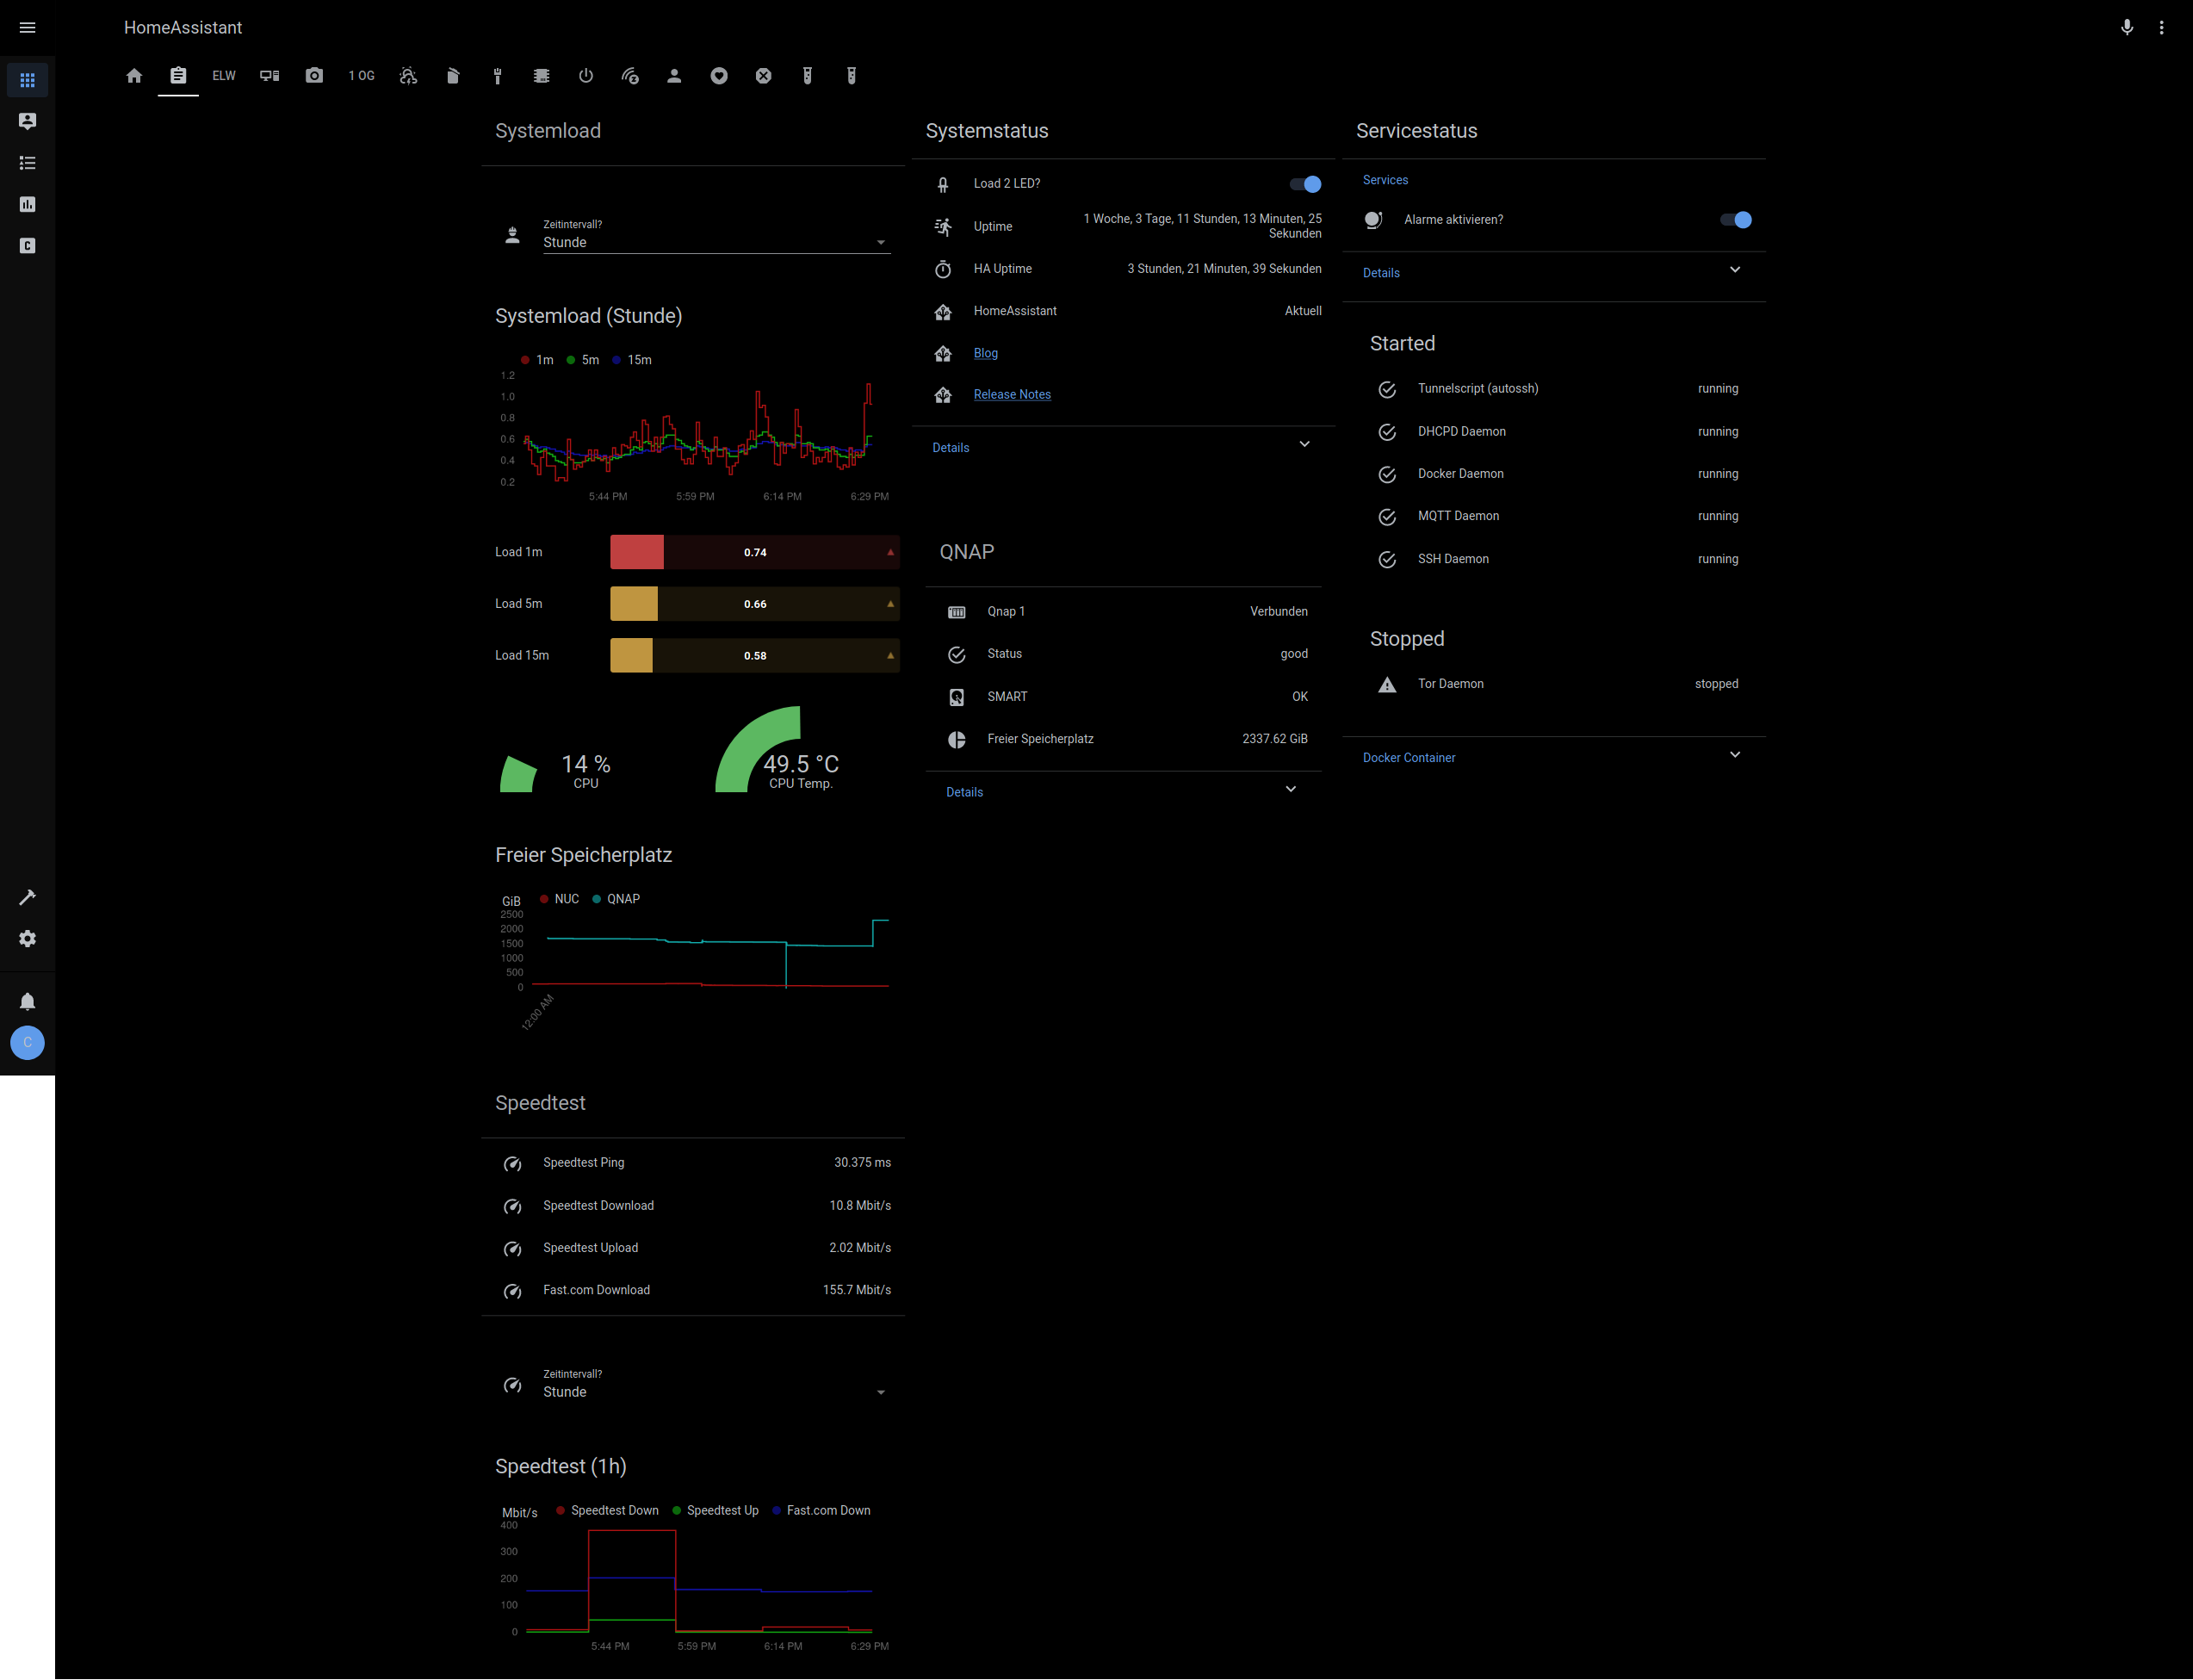 HomeAssistant
ELW
1 OG
Systemload
Zeitintervall?
Stunde
Systemload (Stunde)
1m 5m 15m
1.2
1.0
0.8
0.6
0.4
0.2
5:44 PM 5:59 PM 6:14 PM 6:29 PM
Load 1m 0.74
Load 5m 0.66
Load 15m 0.58
14 % 49.5 °C
CPU CPU Temp.
Freier Speicherplatz
GiB NUC QNAP
2500
2000
1500
1000
500
0
12:00 AM
Speedtest
Speedtest Ping 30.375 ms
Speedtest Download 10.8 Mbit/s
Speedtest Upload 2.02 Mbit/s
Fast.com Download 155.7 Mbit/s
Zeitintervall?
Stunde
Speedtest (1h)
Mbit/s Speedtest Down Speedtest Up Fast.com Down
400
300
200
100
0
5:44 PM 5:59 PM 6:14 PM 6:29 PM
Systemstatus
Load 2 LED?
Uptime 1 Woche, 3 Tage, 11 Stunden, 13 Minuten, 25
Sekunden
HA Uptime 3 Stunden, 21 Minuten, 39 Sekunden
HomeAssistant Aktuell
Blog
Release Notes
Details
QNAP
Qnap 1 Verbunden
Status good
SMART OK
Freier Speicherplatz 2337.62 GiB
Details
Servicestatus
Services
Alarme aktivieren?
Details
Started
Tunnelscript (autossh) running
DHCPD Daemon running
Docker Daemon running
MQTT Daemon running
SSH Daemon running
Stopped
Tor Daemon stopped
Docker Container
C
C